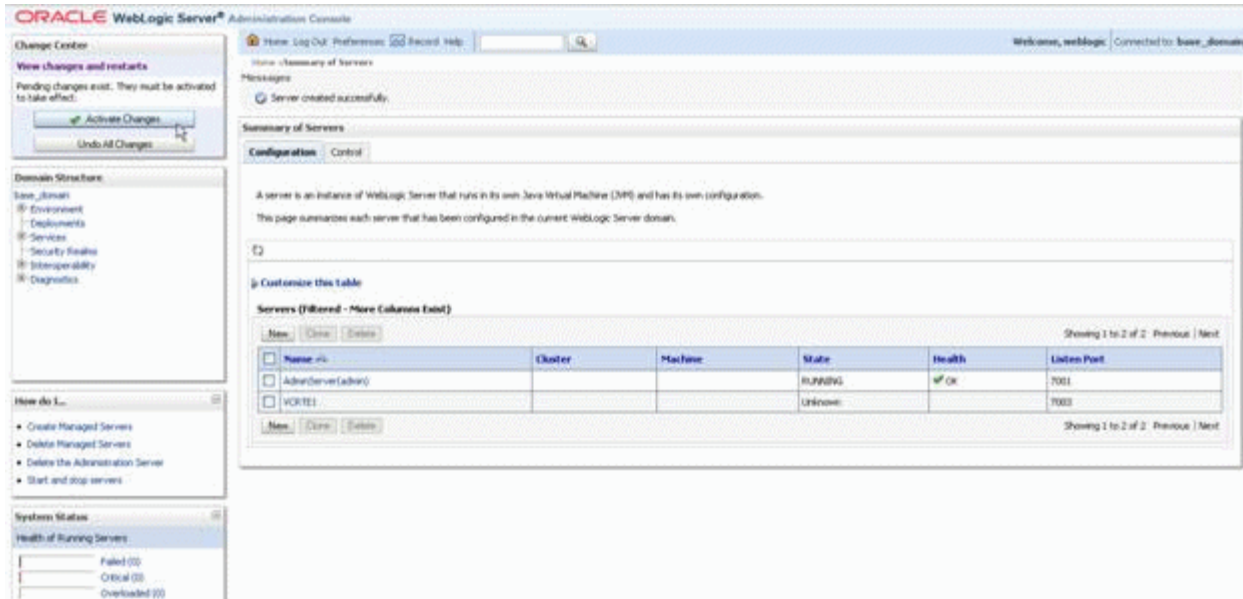 ORACLE WebLogic Server® Administration Console
Change Center
View changes and restarts
Pending changes exist. They must be activated
to take effect.
Activate Changes
Undo All Changes
Domain Structure
base_domain
Environment
Deployments
Services
Security Realms
Interoperability
Diagnostics
How do I...
Create Managed Servers
Delete Managed Servers
Delete the Administration Server
Start and stop servers
System Status
Health of Running Servers
Failed (0)
Critical (0)
Overloaded (0)
Home Log Out Preferences Record Help
Welcome, weblogic Connected to: base_domain
Home >Summary of Servers
Messages
Server created successfully.
Summary of Servers
Configuration Control
A server is an instance of WebLogic Server that runs in its own Java Virtual Machine (JVM) and has its own configuration.
This page summarizes each server that has been configured in the current WebLogic Server domain.
Customize this table
Servers (Filtered - More Columns Exist)
New Clone Delete Showing 1 to 2 of 2 Previous | Next
Name Cluster Machine State Health Listen Port
AdminServer(admin) RUNNING OK 7001
VCRTE1 Unknown 7003
New Clone Delete Showing 1 to 2 of 2 Previous | Next